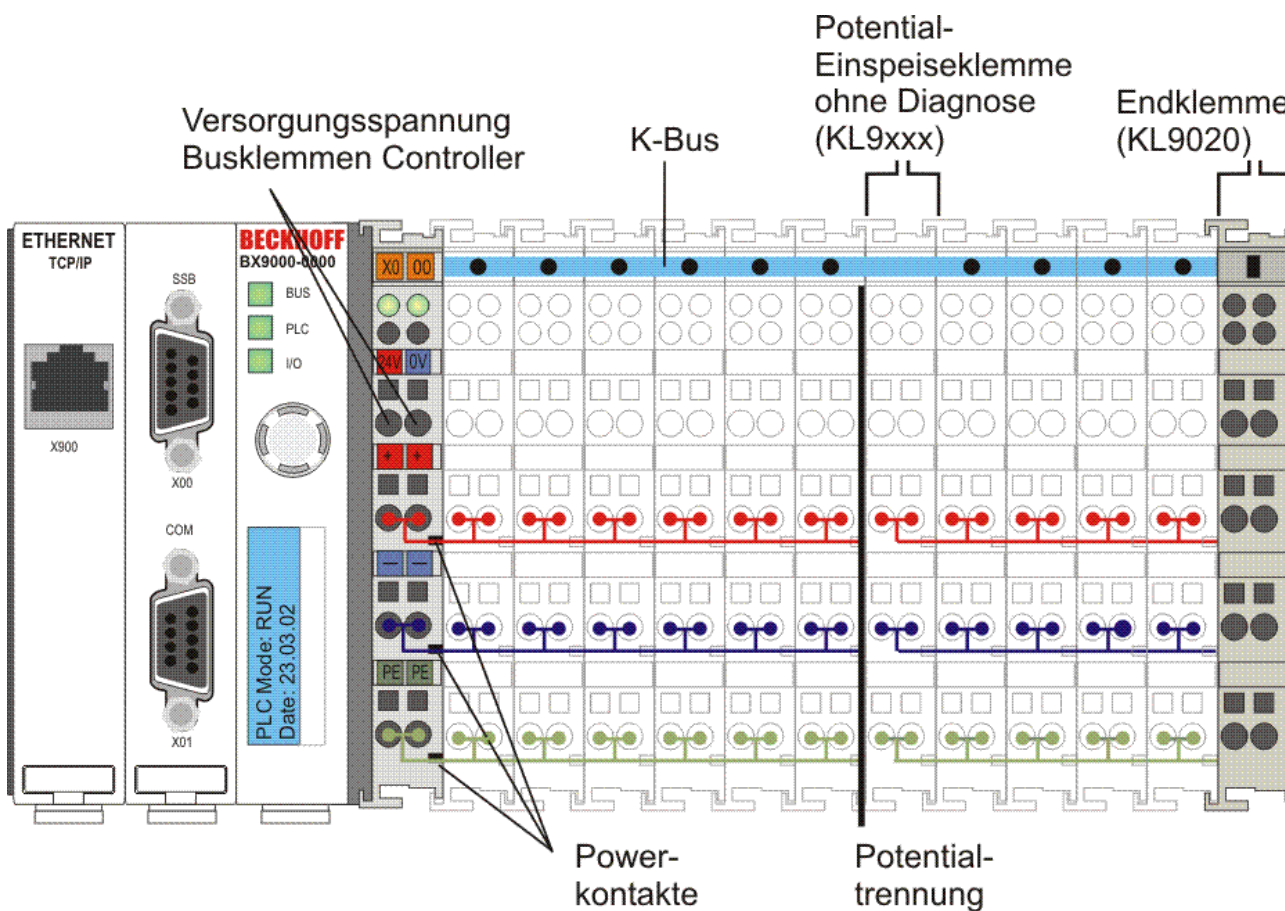 Potential-
Einspeiseklemme
ohne Diagnose
(KL9xxx)
Endklemme
(KL9020)
Versorgungsspannung
Busklemmen Controller
K-Bus
ETHERNET
TCP/IP
X900
SSB
X00
COM
X01
BECKHOFF
BX9000-0000
BUS
PLC
I/O
PLC Mode: RUN
Date: 23.03.02
X0 00
24V 0V
+ +
— —
PE PE
Power-
kontakte
Potential-
trennung